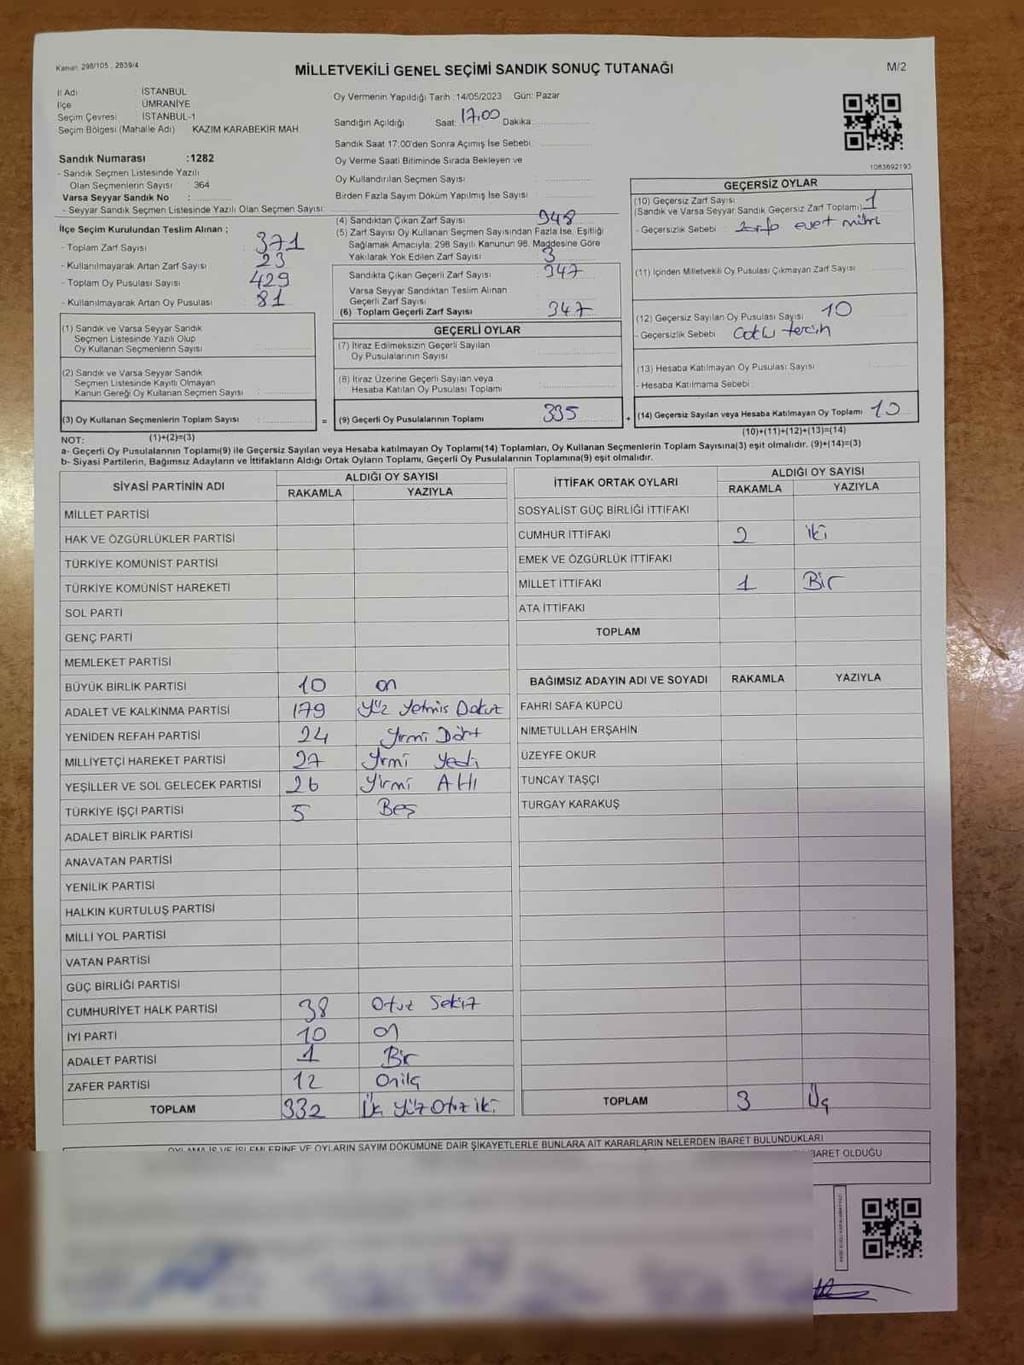 Kanun: 298/105 , 2839/4
MİLLETVEKİLİ GENEL SEÇİMİ SANDIK SONUÇ TUTANAĞI
M/2
İl Adı İSTANBUL
İlçe ÜMRANİYE
Seçim Çevresi İSTANBUL-1
Seçim Bölgesi (Mahalle Adı) KAZIM KARABEKİR MAH
Sandık Numarası :1282
- Sandık Seçmen Listesinde Yazılı
Olan Seçmenlerin Sayısı 364
Varsa Seyyar Sandık No :
- Seyyar Sandık Seçmen Listesinde Yazılı Olan Seçmen Sayısı:
İlçe Seçim Kurulundan Teslim Alınan ;
- Toplam Zarf Sayısı 371
- Kullanılmayarak Artan Zarf Sayısı 23
- Toplam Oy Pusulası Sayısı 429
- Kullanılmayarak Artan Oy Pusulası 81
(1) Sandık ve Varsa Seyyar Sandık
Seçmen Listesinde Yazılı Olup
Oy Kullanan Seçmenlerin Sayısı
(2) Sandık ve Varsa Seyyar Sandık
Seçmen Listesinde Kayıtlı Olmayan
Kanun Gereği Oy Kullanan Seçmen Sayısı
(3) Oy Kullanan Seçmenlerin Toplam Sayısı
Oy Vermenin Yapıldığı Tarih :14/05/2023 Gün: Pazar
Sandığın Açıldığı Saat: 17.00 Dakika
Sandık Saat 17:00'den Sonra Açılmış İse Sebebi
Oy Verme Saati Bitiminde Sırada Bekleyen ve
Oy Kullandırılan Seçmen Sayısı
Birden Fazla Sayım Döküm Yapılmış İse Sayısı
(4) Sandıktan Çıkan Zarf Sayısı 348
(5) Zarf Sayısı Oy Kullanan Seçmen Sayısından Fazla İse, Eşitliği
Sağlamak Amacıyla; 298 Sayılı Kanunun 98. Maddesine Göre
Yakılarak Yok Edilen Zarf Sayısı 3
Sandıkta Çıkan Geçerli Zarf Sayısı 347
Varsa Seyyar Sandıktan Teslim Alınan
Geçerli Zarf Sayısı
(6) Toplam Geçerli Zarf Sayısı 347
GEÇERLİ OYLAR
(7) İtiraz Edilmeksizin Geçerli Sayılan
Oy Pusulalarının Sayısı
(8) İtiraz Üzerine Geçerli Sayılan veya
Hesaba Katılan Oy Pusulası Toplamı
= (9) Geçerli Oy Pusulalarının Toplamı 335
1083692193
GEÇERSİZ OYLAR
(10) Geçersiz Zarf Sayısı
(Sandık ve Varsa Seyyar Sandık Geçersiz Zarf Toplamı) 1
- Geçersizlik Sebebi : Zarfa evet mührü
(11) İçinden Milletvekili Oy Pusulası Çıkmayan Zarf Sayısı
(12) Geçersiz Sayılan Oy Pusulası Sayısı 10
- Geçersizlik Sebebi Çoklu tercih
(13) Hesaba Katılmayan Oy Pusulası Sayısı
- Hesaba Katılmama Sebebi
+ (14) Geçersiz Sayılan veya Hesaba Katılmayan Oy Toplamı 10
(10)+(11)+(12)+(13)=(14)
NOT: (1)+(2)=(3)
a- Geçerli Oy Pusulalarının Toplamı(9) ile Geçersiz Sayılan veya Hesaba katılmayan Oy Toplamı(14) Toplamları, Oy Kullanan Seçmenlerin Toplam Sayısına(3) eşit olmalıdır. (9)+(14)=(3)
b- Siyasi Partilerin, Bağımsız Adayların ve İttifakların Aldığı Ortak Oyların Toplamı, Geçerli Oy Pusulalarının Toplamına(9) eşit olmalıdır.
SİYASİ PARTİNİN ADI ALDIĞI OY SAYISI
RAKAMLA YAZIYLA
MİLLET PARTİSİ
HAK VE ÖZGÜRLÜKLER PARTİSİ
TÜRKİYE KOMÜNİST PARTİSİ
TÜRKİYE KOMÜNİST HAREKETİ
SOL PARTİ
GENÇ PARTİ
MEMLEKET PARTİSİ
BÜYÜK BİRLİK PARTİSİ 10 on
ADALET VE KALKINMA PARTİSİ 179 Yüz Yetmiş Dokuz
YENİDEN REFAH PARTİSİ 24 Yirmi Dört
MİLLİYETÇİ HAREKET PARTİSİ 27 Yirmi Yedi
YEŞİLLER VE SOL GELECEK PARTİSİ 26 Yirmi Altı
TÜRKİYE İŞÇİ PARTİSİ 5 Beş
ADALET BİRLİK PARTİSİ
ANAVATAN PARTİSİ
YENİLİK PARTİSİ
HALKIN KURTULUŞ PARTİSİ
MİLLİ YOL PARTİSİ
VATAN PARTİSİ
GÜÇ BİRLİĞİ PARTİSİ
CUMHURİYET HALK PARTİSİ 38 Otuz Sekiz
İYİ PARTİ 10 on
ADALET PARTİSİ 1 Bir
ZAFER PARTİSİ 12 Oniki
TOPLAM 332 Üç Yüz Otuz iki
İTTİFAK ORTAK OYLARI ALDIĞI OY SAYISI
RAKAMLA YAZIYLA
SOSYALİST GÜÇ BİRLİĞİ İTTİFAKI
CUMHUR İTTİFAKI 2 iki
EMEK VE ÖZGÜRLÜK İTTİFAKI
MİLLET İTTİFAKI 1 Bir
ATA İTTİFAKI
TOPLAM
BAĞIMSIZ ADAYIN ADI VE SOYADI RAKAMLA YAZIYLA
FAHRİ SAFA KÜPCÜ
NİMETULLAH ERŞAHİN
ÜZEYFE OKUR
TUNCAY TAŞÇI
TURGAY KARAKUŞ
TOPLAM 3 Üç
OYLAMA İŞ VE İŞLEMLERİNE VE OYLARIN SAYIM DÖKÜMÜNE DAİR ŞİKAYETLERLE BUNLARA AİT KARARLARIN NELERDEN İBARET BULUNDUKLARI
İBARET OLDUĞU